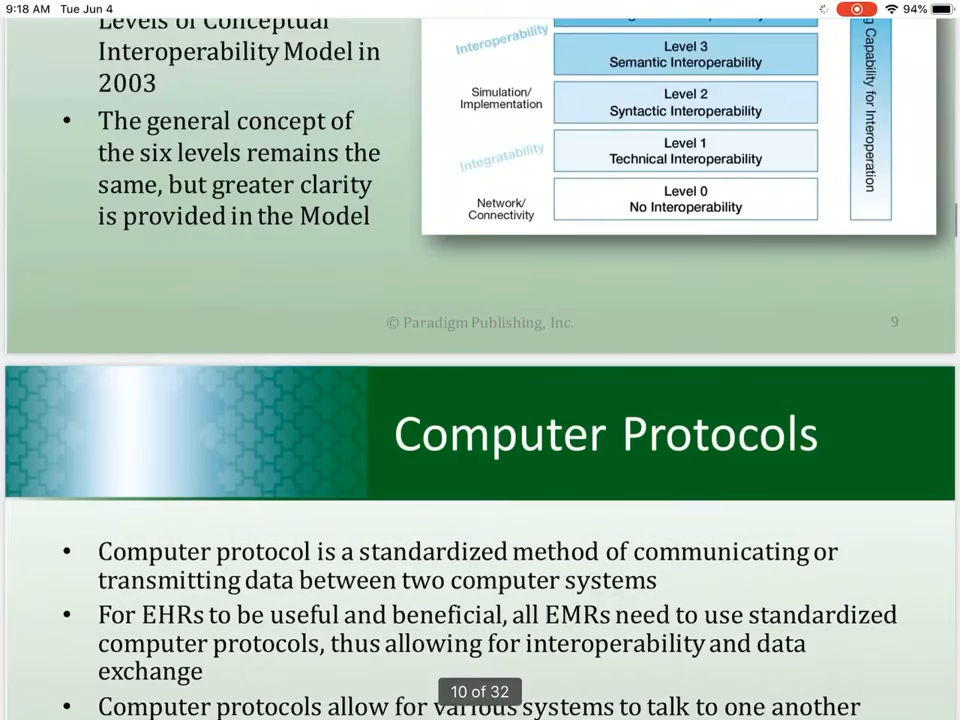 9:18 AM Tue Jun 4
94%
Levels of Conceptual
Interoperability Model in
2003
• The general concept of
the six levels remains the
same, but greater clarity
is provided in the Model
Interoperability
Level 3
Semantic Interoperability
Simulation/
Implementation
Level 2
Syntactic Interoperability
Integratability
Level 1
Technical Interoperability
Network/
Connectivity
Level 0
No Interoperability
Capability for Interoperation
© Paradigm Publishing, Inc.
9
Computer Protocols
• Computer protocol is a standardized method of communicating or
transmitting data between two computer systems
• For EHRs to be useful and beneficial, all EMRs need to use standardized
computer protocols, thus allowing for interoperability and data
exchange
• Computer protocols allow for various systems to talk to one another
10 of 32